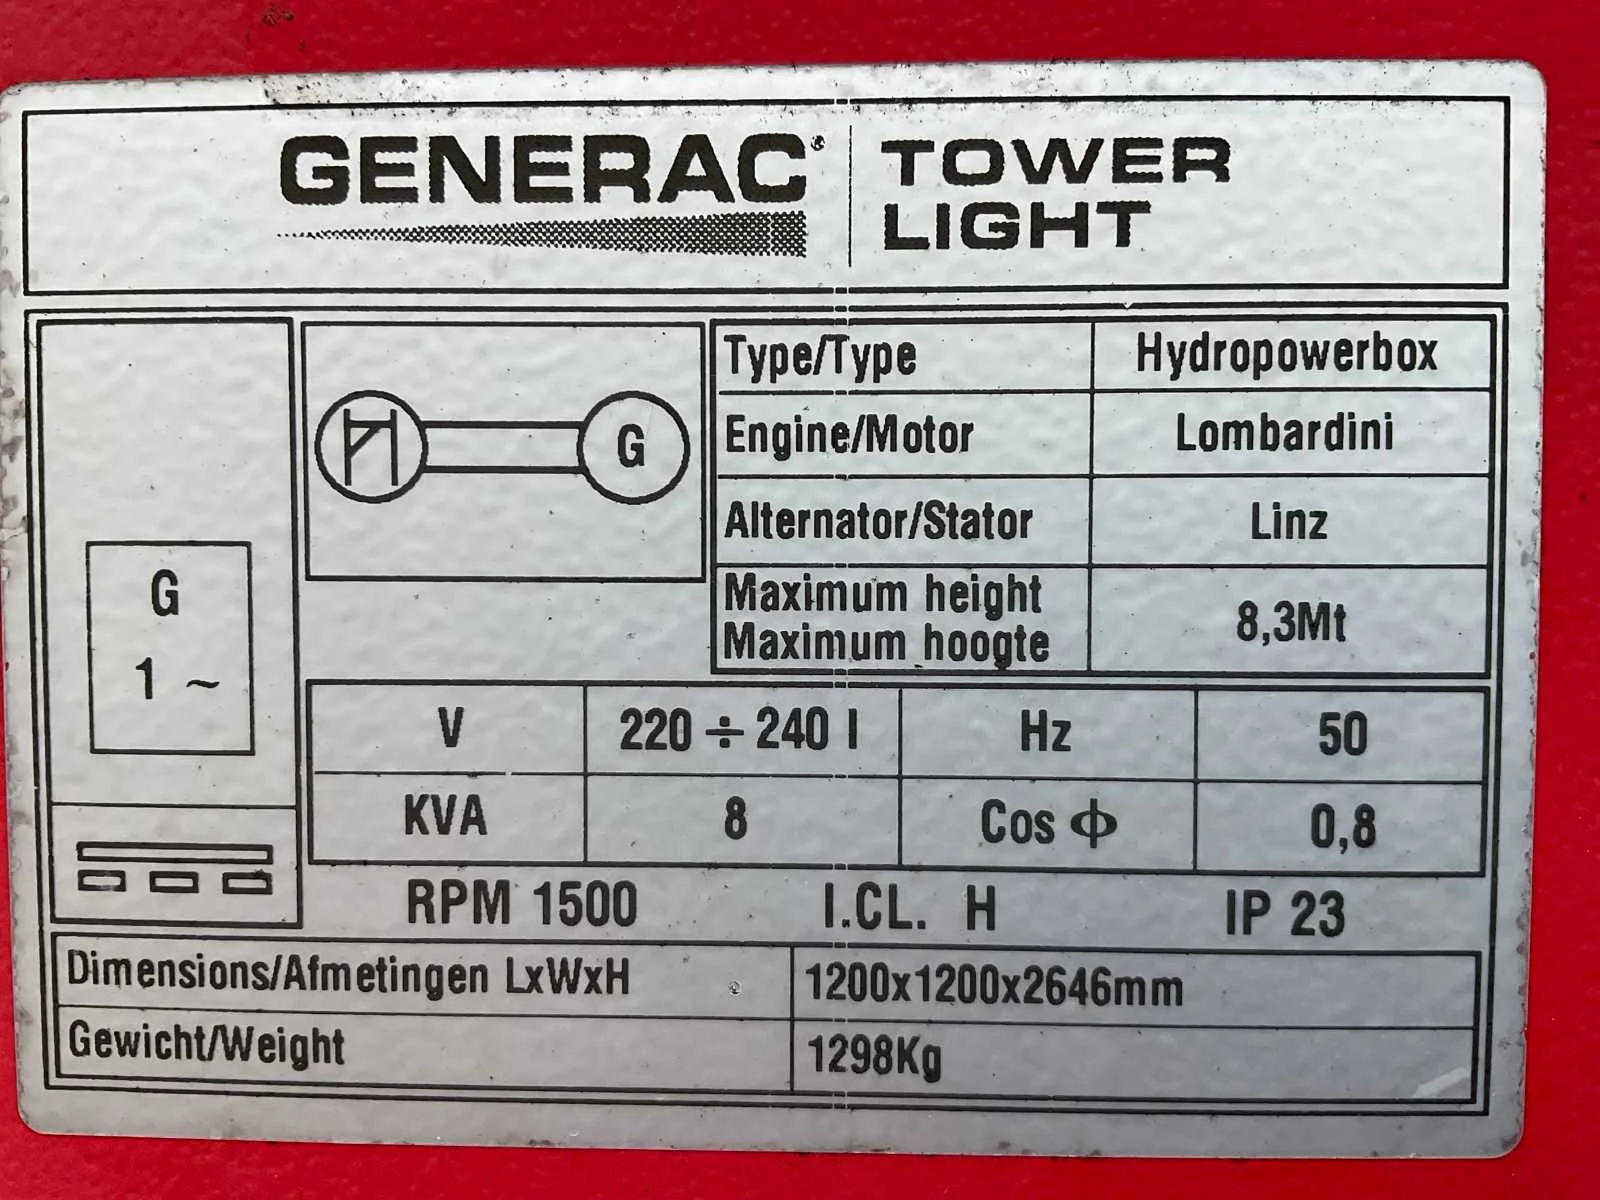 GENERAC
TOWER
LIGHT
G
1 ~
G
Type/Type Hydropowerbox
Engine/Motor Lombardini
Alternator/Stator Linz
Maximum height
Maximum hoogte
8,3Mt
V 220 ÷ 240 I Hz 50
KVA 8 Cos ϕ 0,8
RPM 1500 I.CL. H IP 23
Dimensions/Afmetingen LxWxH 1200x1200x2646mm
Gewicht/Weight 1298Kg